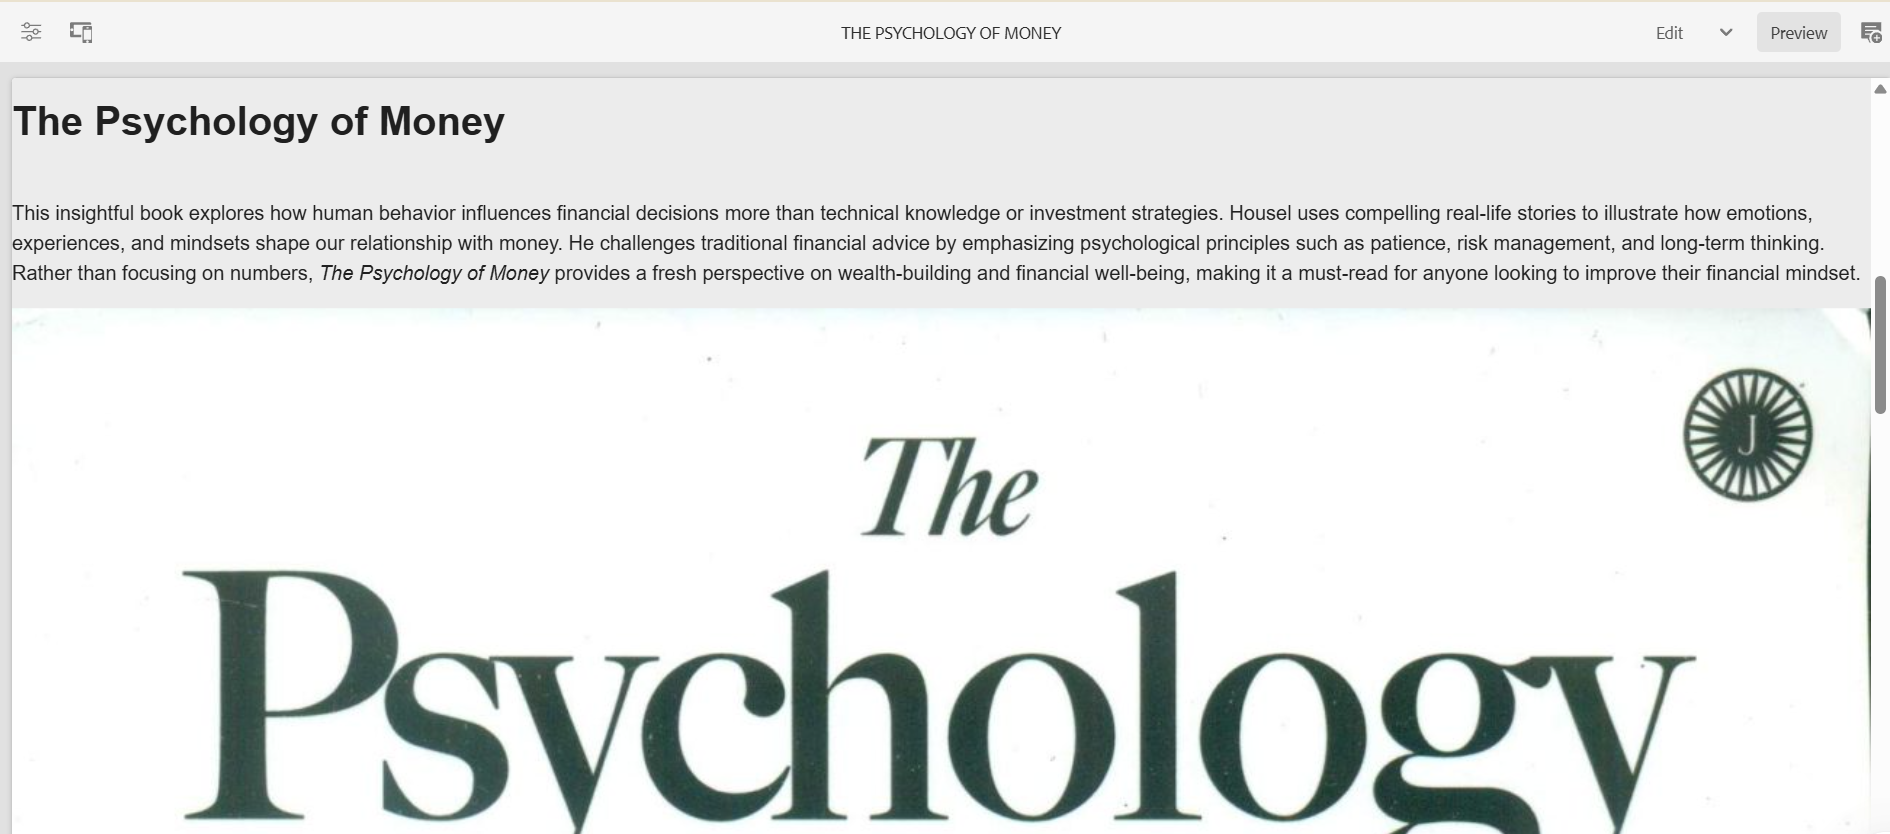 THE PSYCHOLOGY OF MONEY
Edit
Preview
The Psychology of Money
This insightful book explores how human behavior influences financial decisions more than technical knowledge or investment strategies. Housel uses compelling real-life stories to illustrate how emotions,
experiences, and mindsets shape our relationship with money. He challenges traditional financial advice by emphasizing psychological principles such as patience, risk management, and long-term thinking.
Rather than focusing on numbers, The Psychology of Money provides a fresh perspective on wealth-building and financial well-being, making it a must-read for anyone looking to improve their financial mindset.
J
The
Psychology